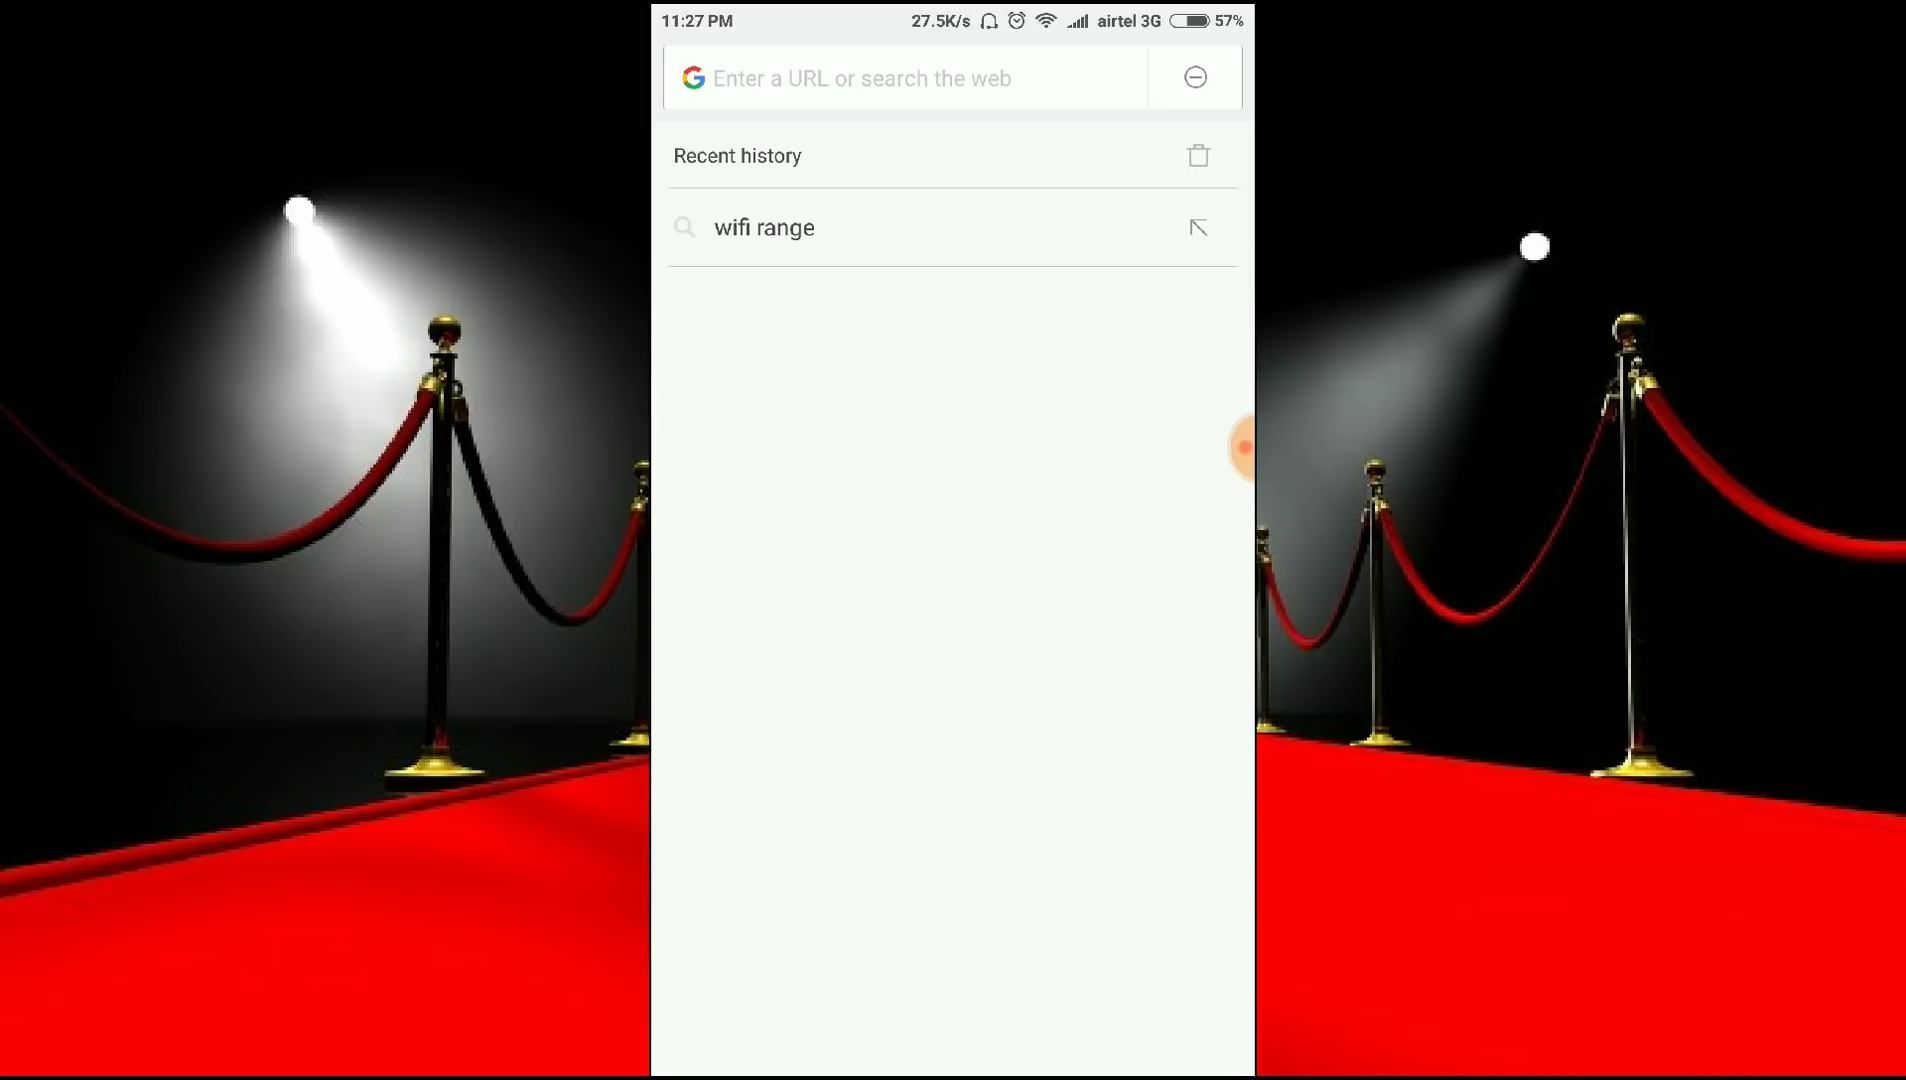 11:27 PM 27.5K/s airtel 3G 57%
Enter a URL or search the web
Recent history
wifi range